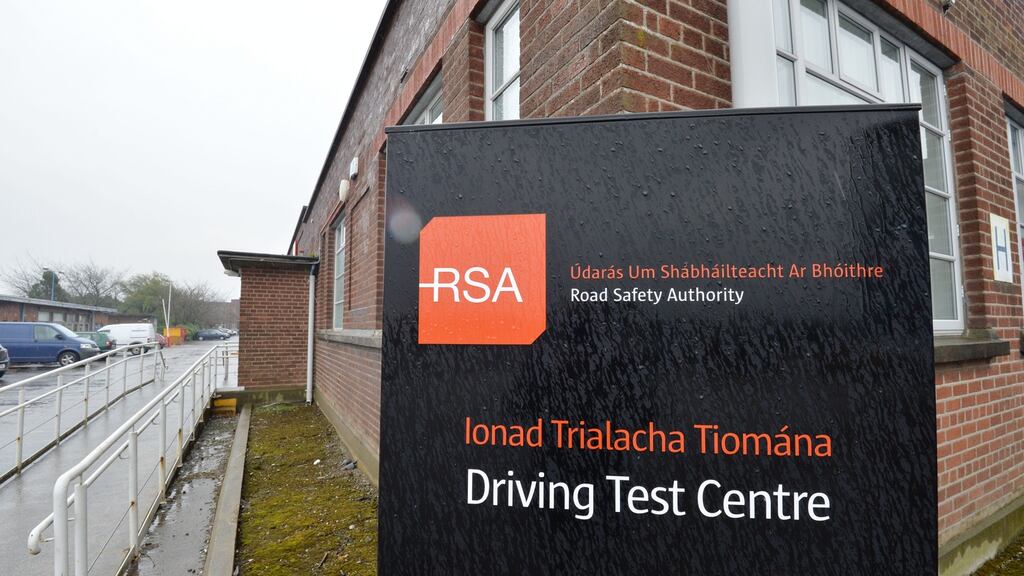 RSA
Údarás Um Shábháilteacht Ar Bhóithre
Road Safety Authority
Ionad Trialacha Tiomána
Driving Test Centre
H